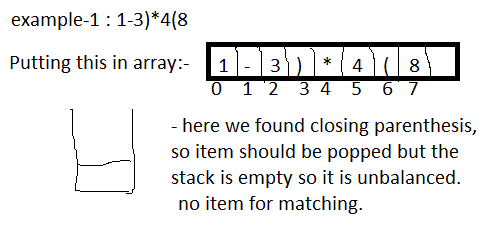 example-1 : 1-3)*4(8
Putting this in array:- 1 - 3 ) * 4 ( 8
0 1 2 3 4 5 6 7
- here we found closing parenthesis,
so item should be popped but the
stack is empty so it is unbalanced.
no item for matching.